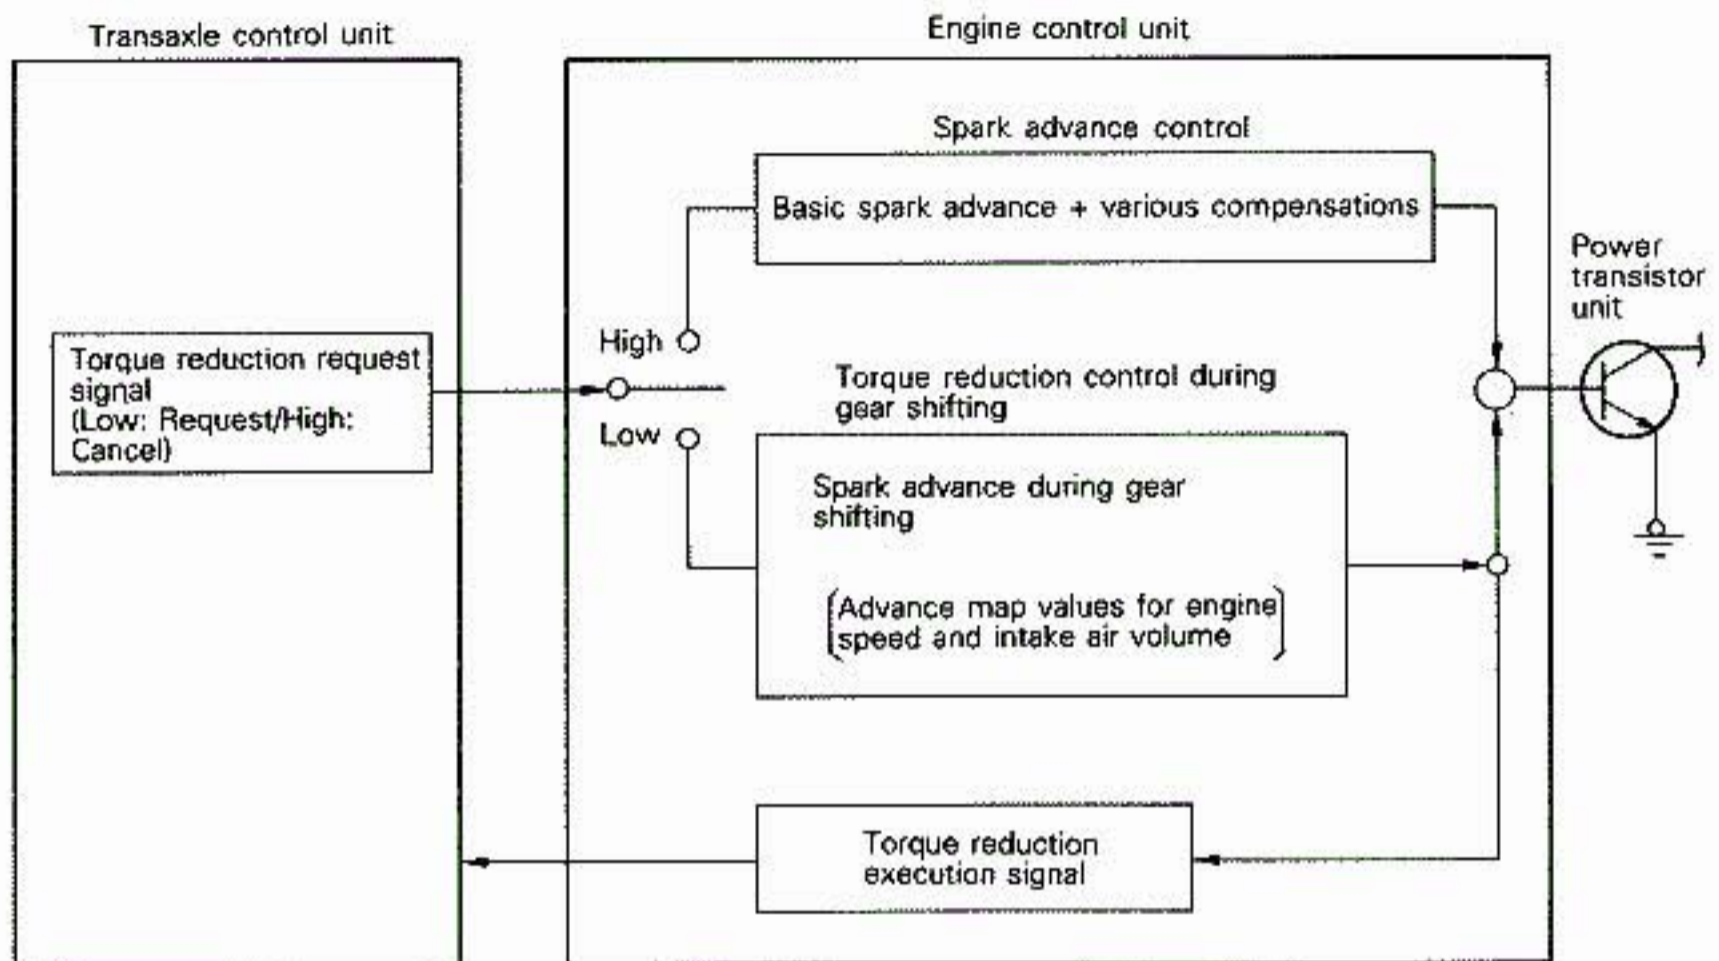 Transaxle control unit
Engine control unit
Spark advance control
Basic spark advance + various compensations
Power
transistor
unit
High
Torque reduction request
signal
(Low: Request/High:
Cancel)
Torque reduction control during
gear shifting
Low
Spark advance during gear
shifting
(Advance map values for engine
speed and intake air volume)
Torque reduction
execution signal